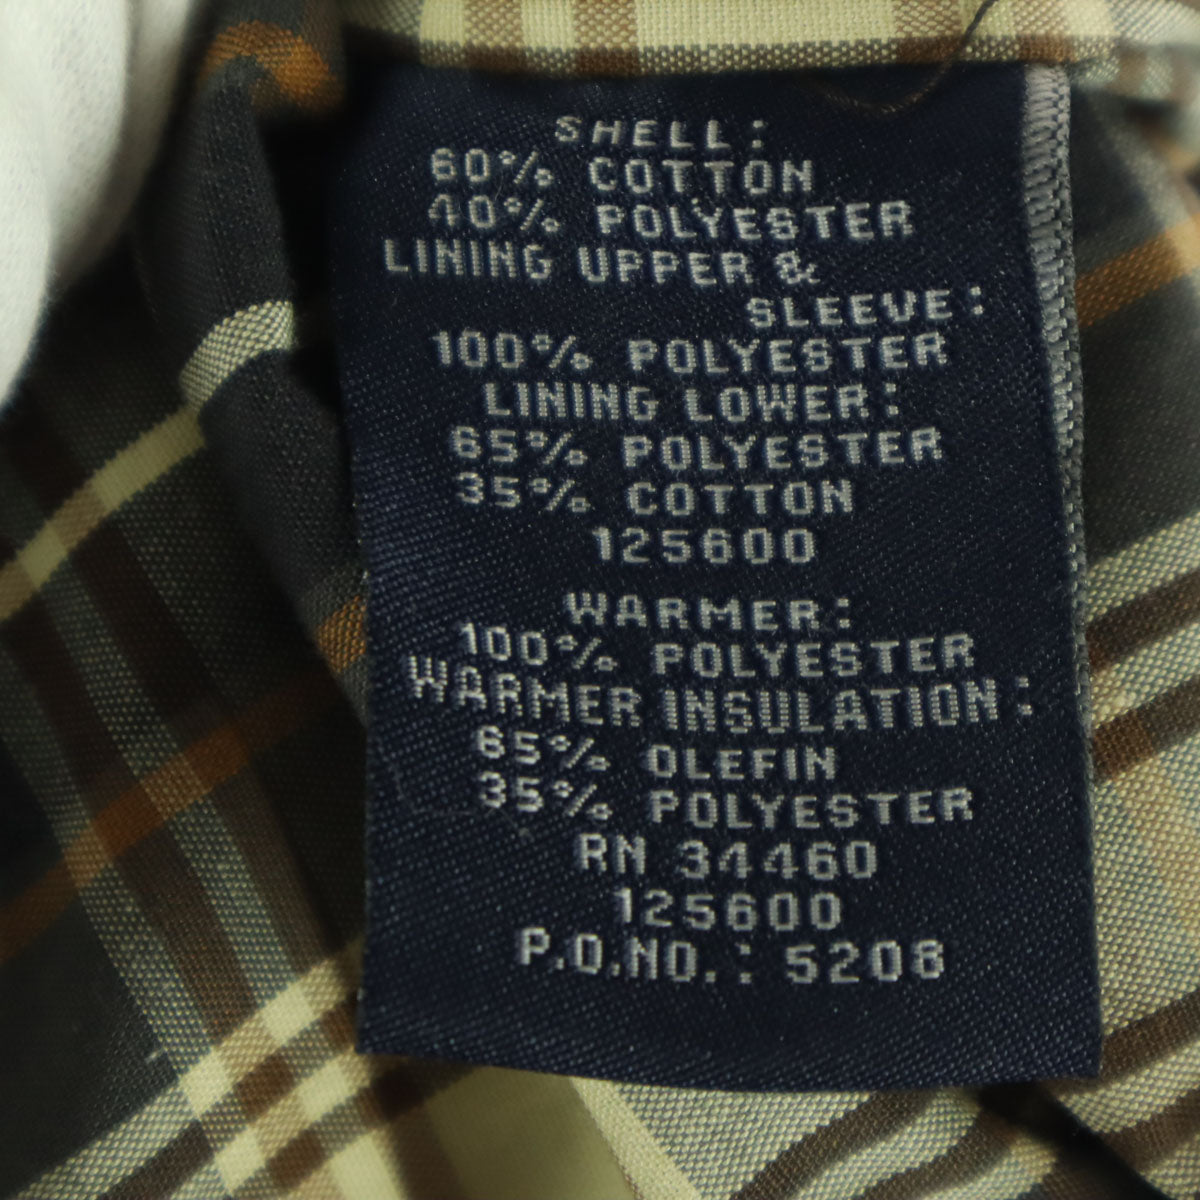 SHELL:
60% COTTON
40% POLYESTER
LINING UPPER &
SLEEVE:
100% POLYESTER
LINING LOWER:
65% POLYESTER
35% COTTON
125600
WARMER:
100% POLYESTER
WARMER INSULATION:
65% OLEFIN
35% POLYESTER
RN 34460
125600
P.O.NO.: 5208